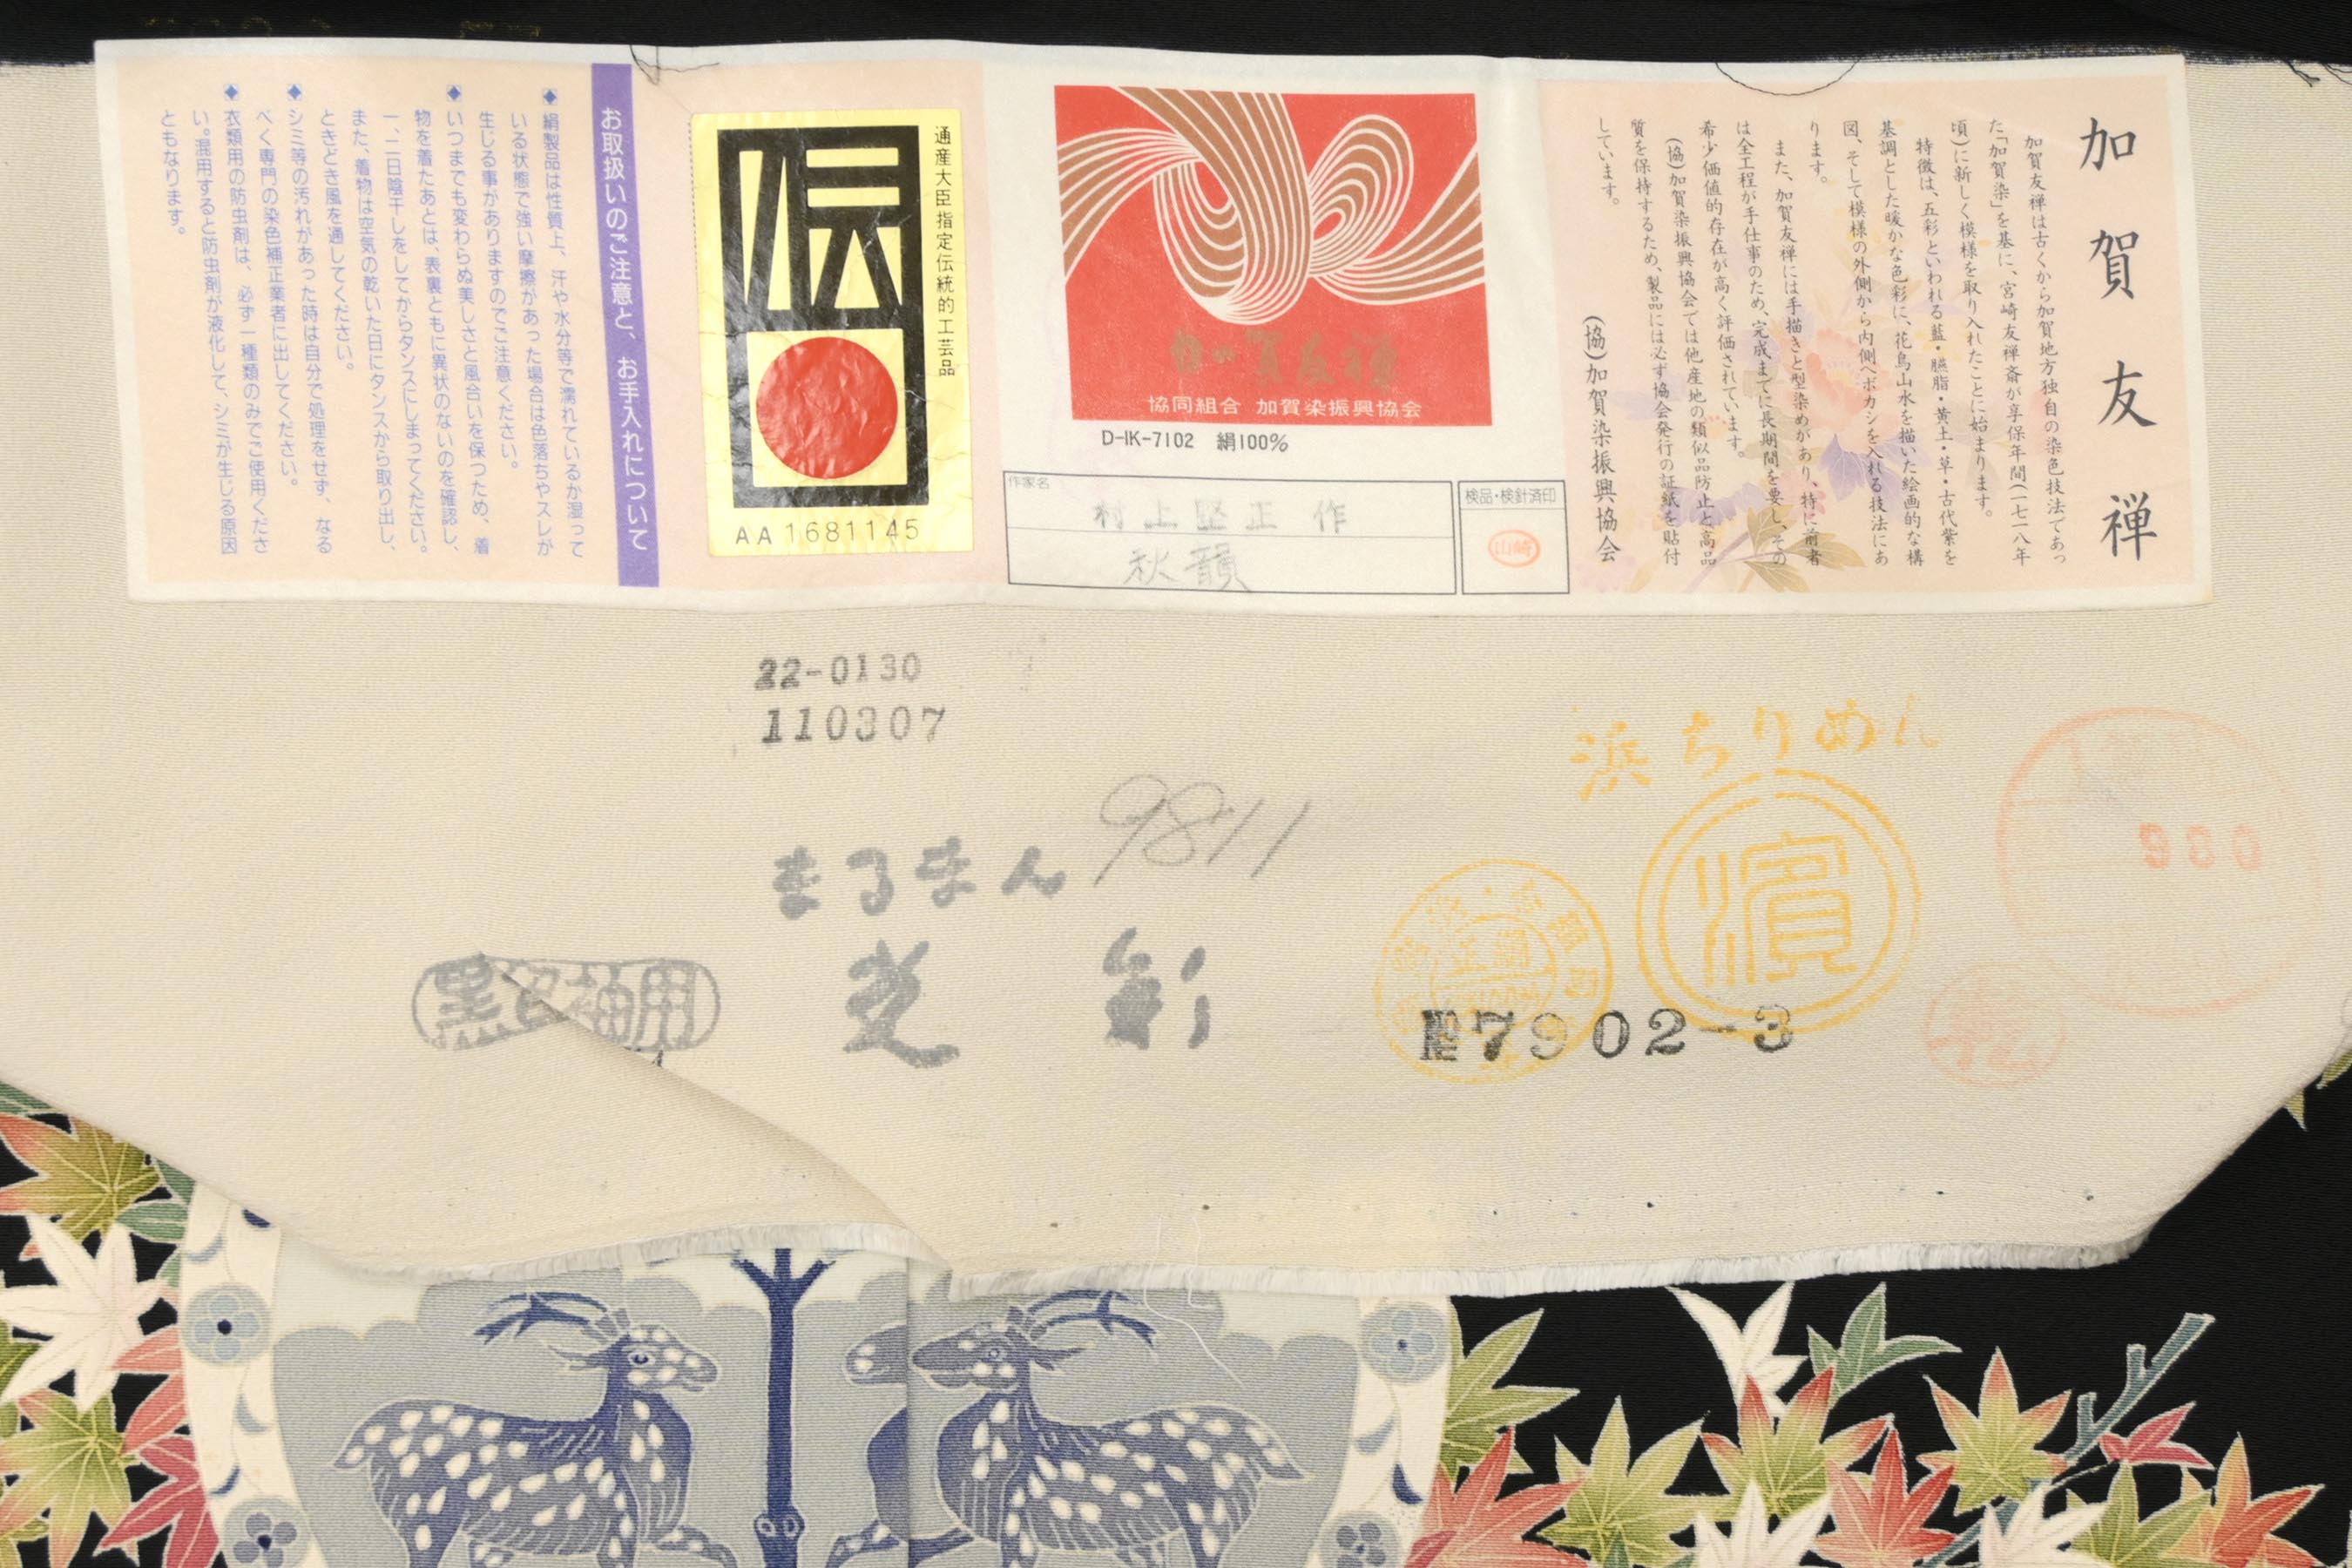 加賀友禅
加賀友禅は古くから加賀地方独自の染色技法であっ
た「加賀染」を基に、宮崎友禅斎が享保年間(一七一八年
頃)に新しく模様を取り入れたことに始まります。
特徴は、五彩といわれる藍・臙脂・黄土・草・古代紫を
基調とした暖かな色彩に、花鳥山水を描いた絵画的な構
図、そして模様の外側から内側へボカシを入れる技法にあ
ります。
また、加賀友禅には手描きと型染めがあり、特に前者
は全工程が手仕事のため、完成までに長期間を要し、その
希少価値的存在が高く評価されています。
(協)加賀染振興協会では他産地の類似品防止と高品
質を保持するため、製品には必ず協会発行の証紙を貼付
しています。
(協)加賀染振興協会
加賀友禅
協同組合 加賀染振興協会
D-IK-7102 絹100%
作家名
村上堅正 作
秋韻
検品・検針済印
山崎
通産大臣指定伝統的工芸品
伝
AA1681145
お取扱いのご注意と、お手入れについて
◆絹製品は性質上、汗や水分等で濡れているか湿って
いる状態で強い摩擦があった場合は色落ちやスレが
生じる事がありますのでご注意ください。
◆いつまでも変わらぬ美しさと風合いを保つため、着
物を着たあとは、表裏ともに異状のないのを確認し、
一、二日陰干しをしてからタンスにしまってください。
また、着物は空気の乾いた日にタンスから取り出し、
ときどき風を通してください。
◆シミ等の汚れがあった時は自分で処理をせず、なる
べく専門の染色補正業者に出してください。
◆衣類用の防虫剤は、必ず一種類のみでご使用くださ
い。混用すると防虫剤が液化して、シミが生じる原因
ともなります。
22-0130
110307
9811
まるまん
光彩
黒留袖用
浜ちりめん
濱
7902-3
960